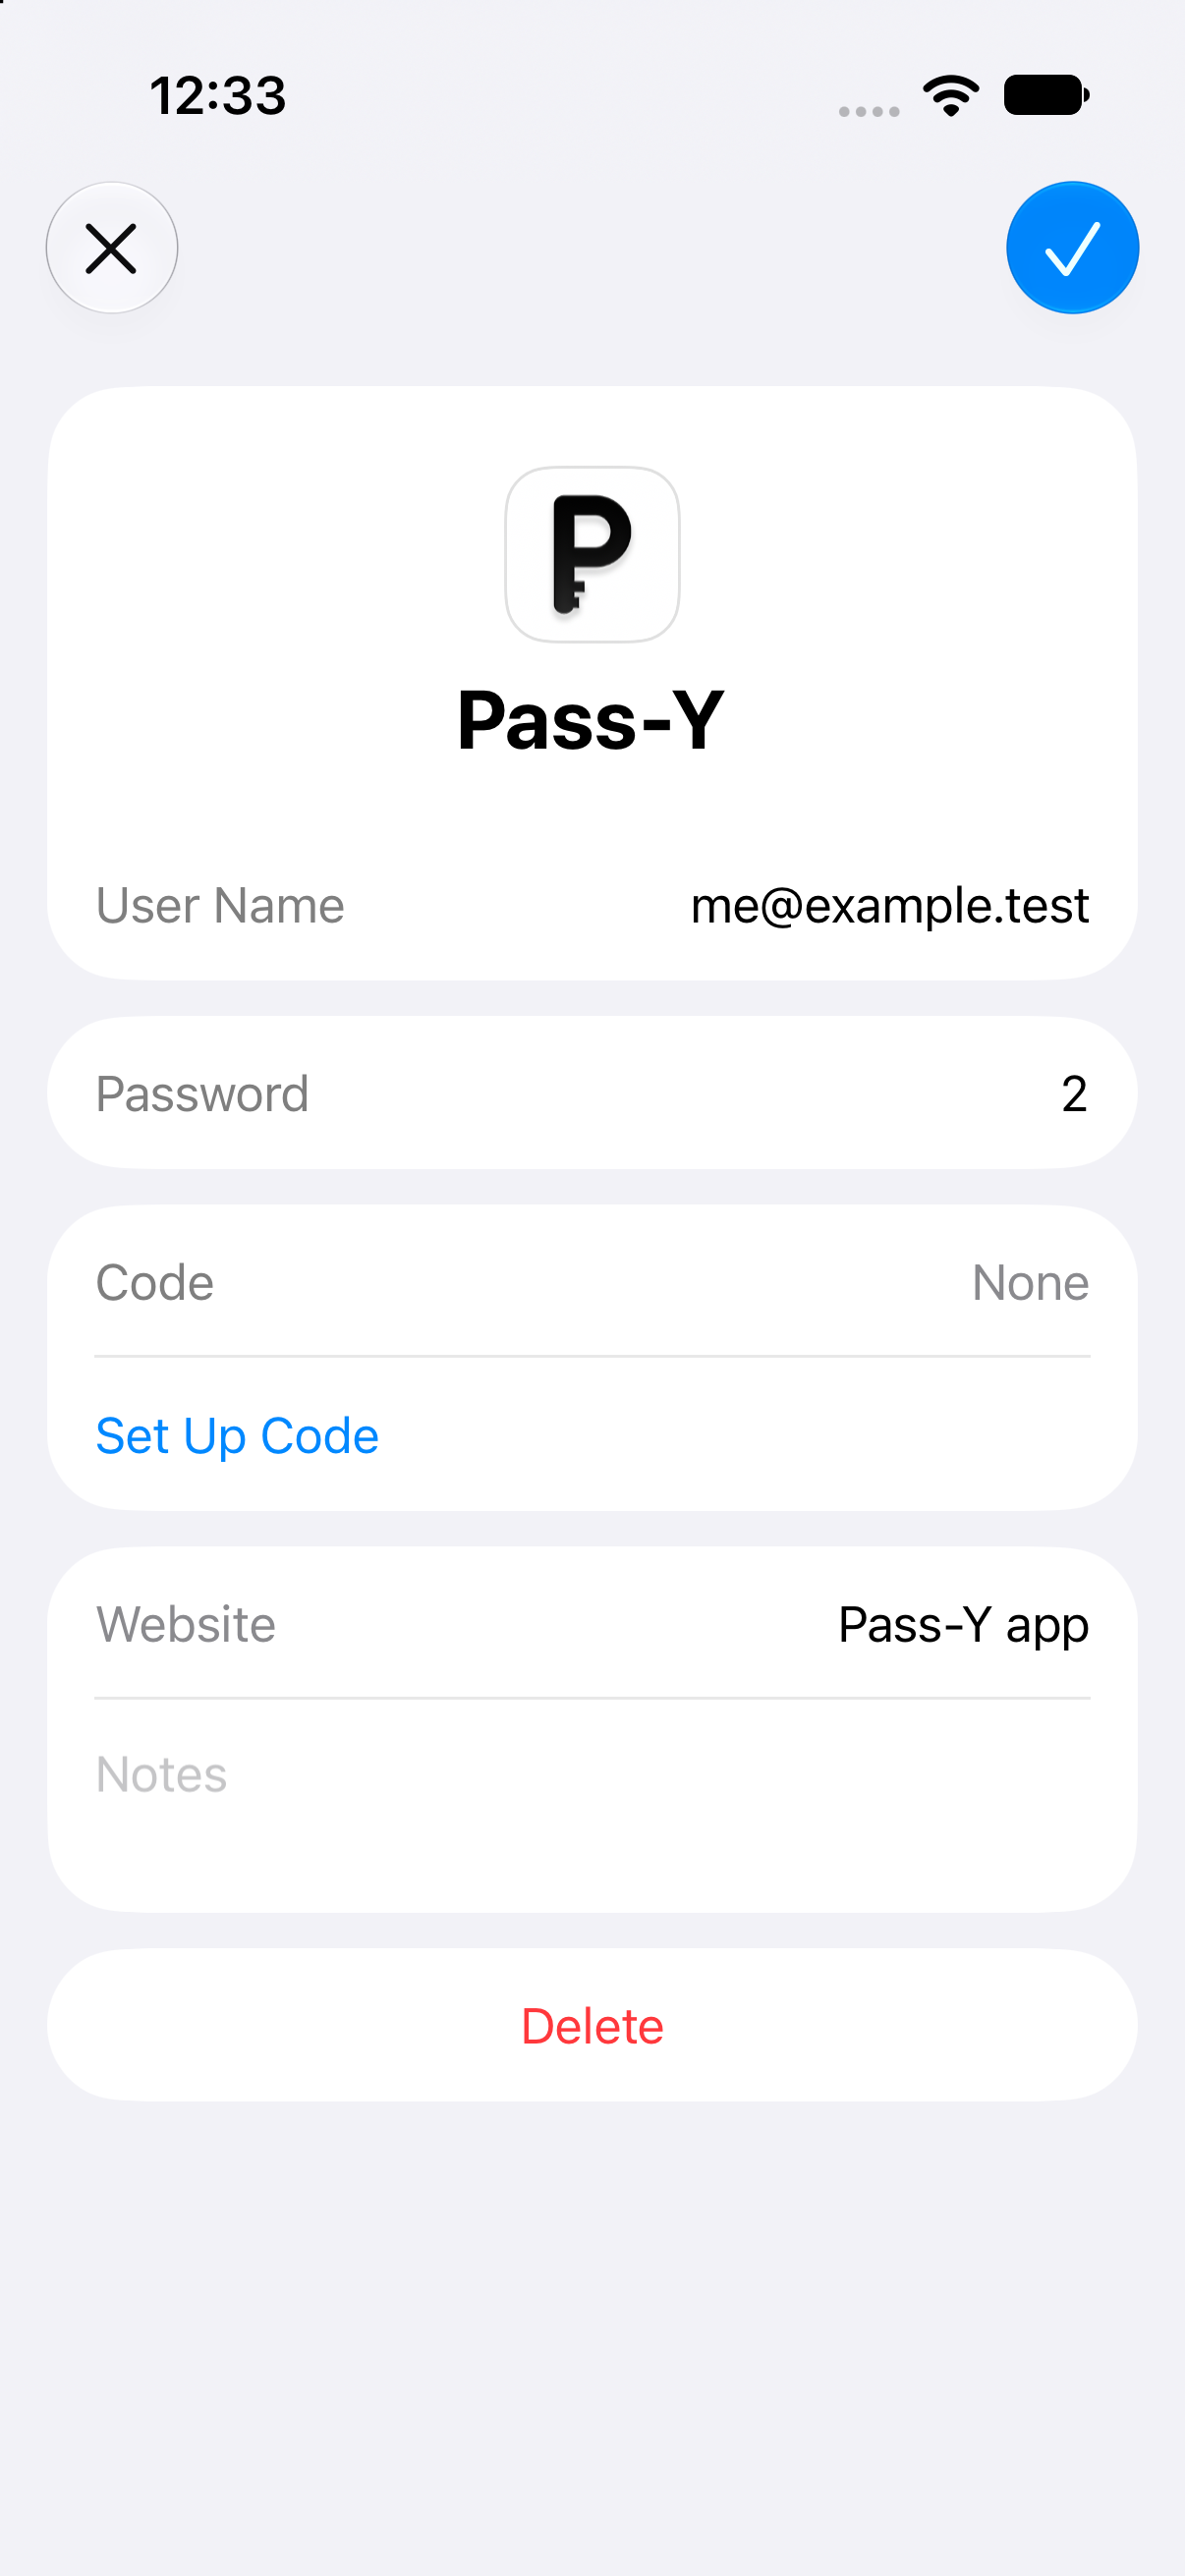 12:33
Pass-Y
User Name me@example.test
Password 2
Code None
Set Up Code
Website Pass-Y app
Notes
Delete